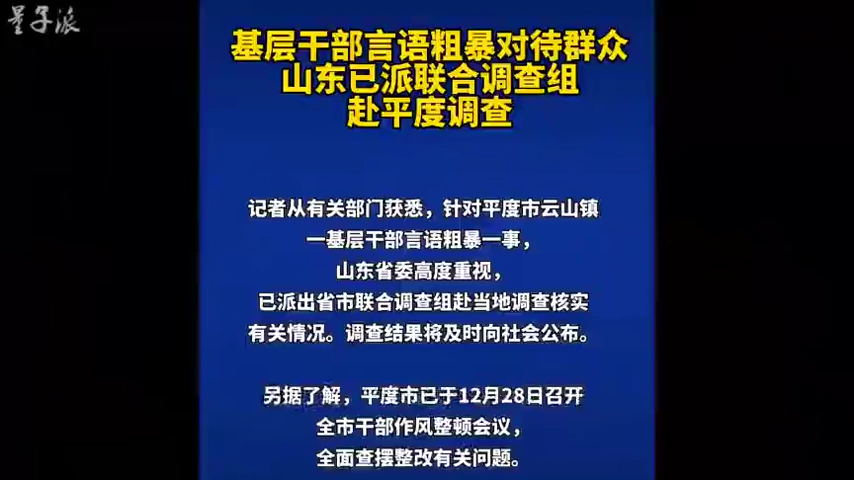 量子派
基层干部言语粗暴对待群众
山东已派联合调查组
赴平度调查
记者从有关部门获悉，针对平度市云山镇
一基层干部言语粗暴一事，
山东省委高度重视，
已派出省市联合调查组赴当地调查核实
有关情况。调查结果将及时向社会公布。
另据了解，平度市已于12月28日召开
全市干部作风整顿会议，
全面查摆整改有关问题。